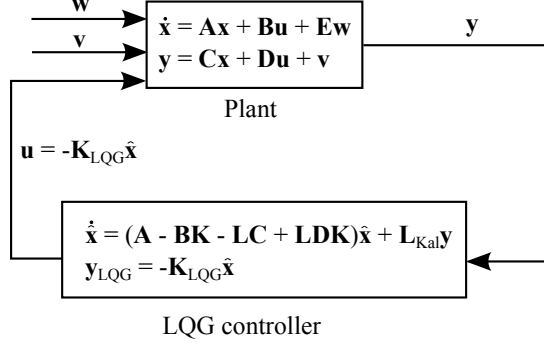 w
v
ẋ = Ax + Bu + Ew
y = Cx + Du + v
y
Plant
u = -K_LQG x̂
x̂̇ = (A - BK - LC + LDK)x̂ + L_Kal y
y_LQG = -K_LQG x̂
LQG controller